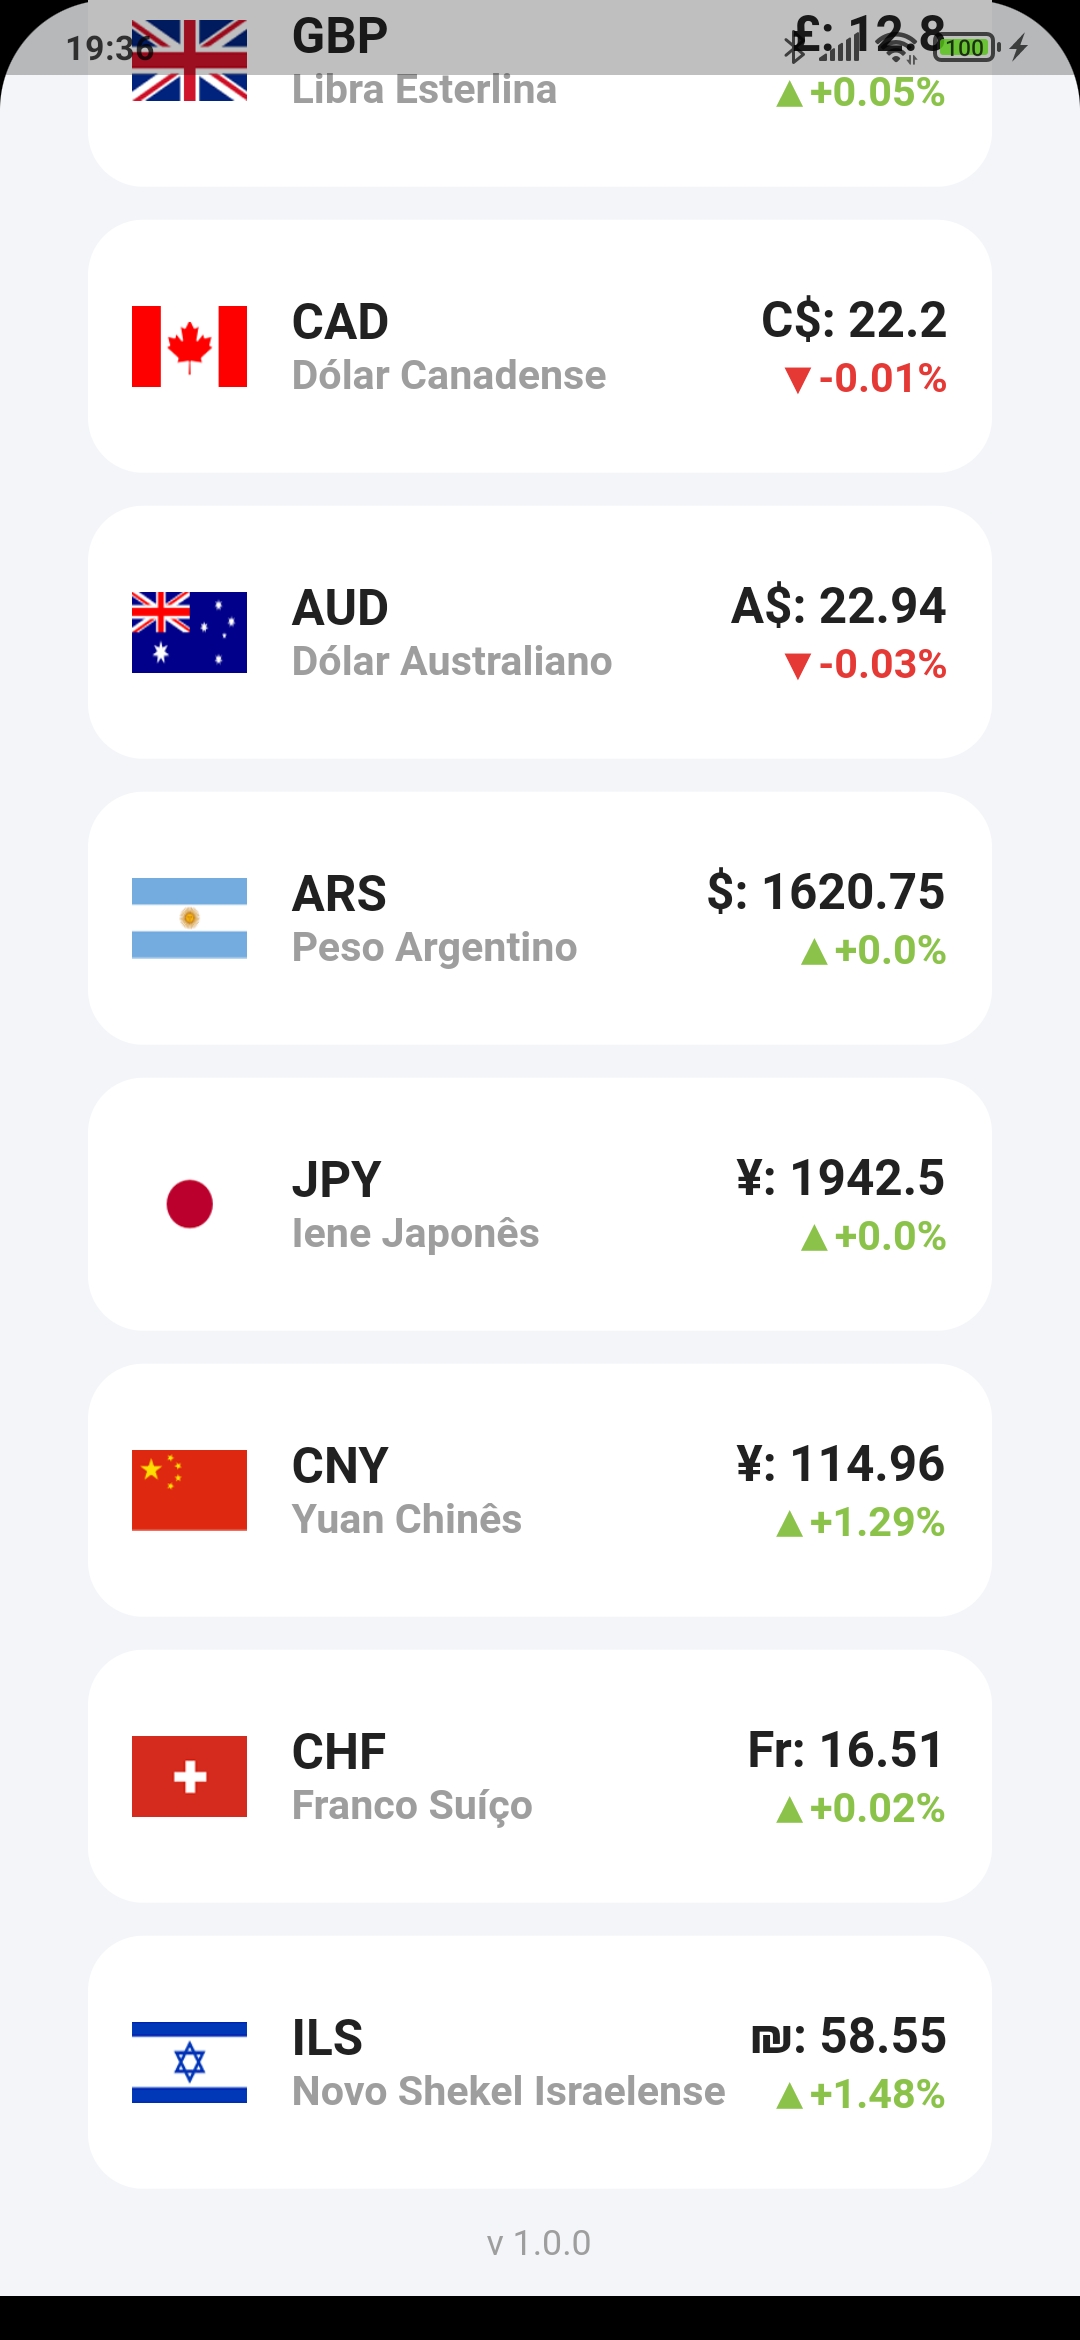 19:36
100
GBP
£: 12.8
Libra Esterlina
▲+0.05%
CAD
C$: 22.2
Dólar Canadense
▼-0.01%
AUD
A$: 22.94
Dólar Australiano
▼-0.03%
ARS
$: 1620.75
Peso Argentino
▲+0.0%
JPY
¥: 1942.5
Iene Japonês
▲+0.0%
CNY
¥: 114.96
Yuan Chinês
▲+1.29%
CHF
Fr: 16.51
Franco Suíço
▲+0.02%
ILS
₪: 58.55
Novo Shekel Israelense
▲+1.48%
v 1.0.0